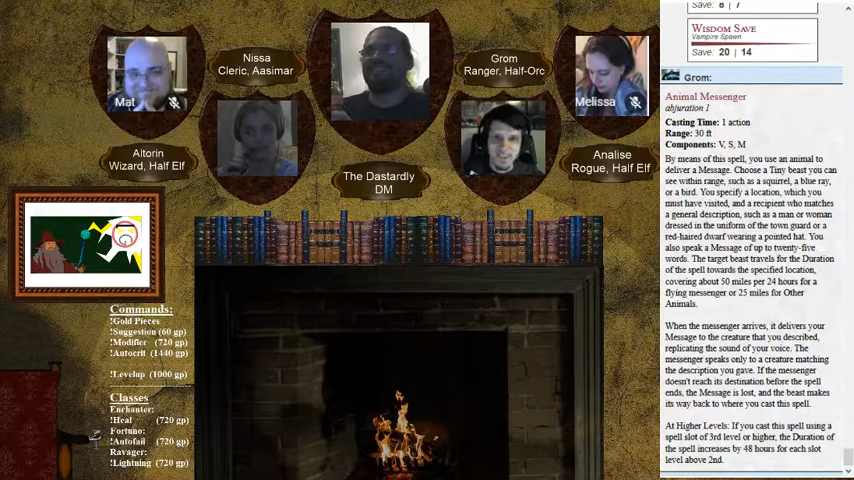 Save: 8 | 7
WISDOM SAVE
Vampire Spawn
Save: 20 | 14
Grom:
Animal Messenger
abjuration 1
Casting Time: 1 action
Range: 30 ft
Components: V, S, M
By means of this spell, you use an animal to
deliver a Message. Choose a Tiny beast you can
see within range, such as a squirrel, a blue ray,
or a bird. You specify a location, which you
must have visited, and a recipient who matches
a general description, such as a man or woman
dressed in the uniform of the town guard or a
red-haired dwarf wearing a pointed hat. You
also speak a Message of up to twenty-five
words. The target beast travels for the Duration
of the spell towards the specified location,
covering about 50 miles per 24 hours for a
flying messenger or 25 miles for Other
Animals.
When the messenger arrives, it delivers your
Message to the creature that you described,
replicating the sound of your voice. The
messenger speaks only to a creature matching
the description you gave. If the messenger
doesn't reach its destination before the spell
ends, the Message is lost, and the beast makes
its way back to where you cast this spell.
At Higher Levels: If you cast this spell using a
spell slot of 3rd level or higher, the Duration of
the spell increases by 48 hours for each slot
level above 2nd.
Mat
Altorin
Wizard, Half Elf
Nissa
Cleric, Aasimar
The Dastardly
DM
Grom
Ranger, Half-Orc
Melissa
Analise
Rogue, Half Elf
Commands:
!Gold Pieces
!Suggestion (60 gp)
!Modifier (720 gp)
!Autocrit (1440 gp)
!Levelup (1000 gp)
Classes
Enchanter:
!Heal (720 gp)
Fortuno:
!Autofail (720 gp)
Ravager:
!Lightning (720 gp)